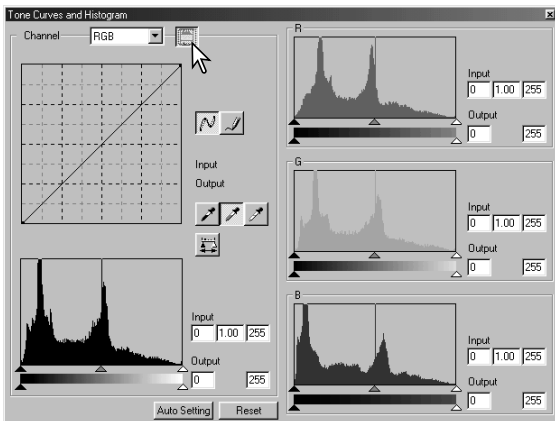 Tone Curves and Histogram
Channel RGB
Input
Output
Input
0 1.00 255
Output
0 255
Auto Setting Reset
R
Input
0 1.00 255
Output
0 255
G
Input
0 1.00 255
Output
0 255
B
Input
0 1.00 255
Output
0 255